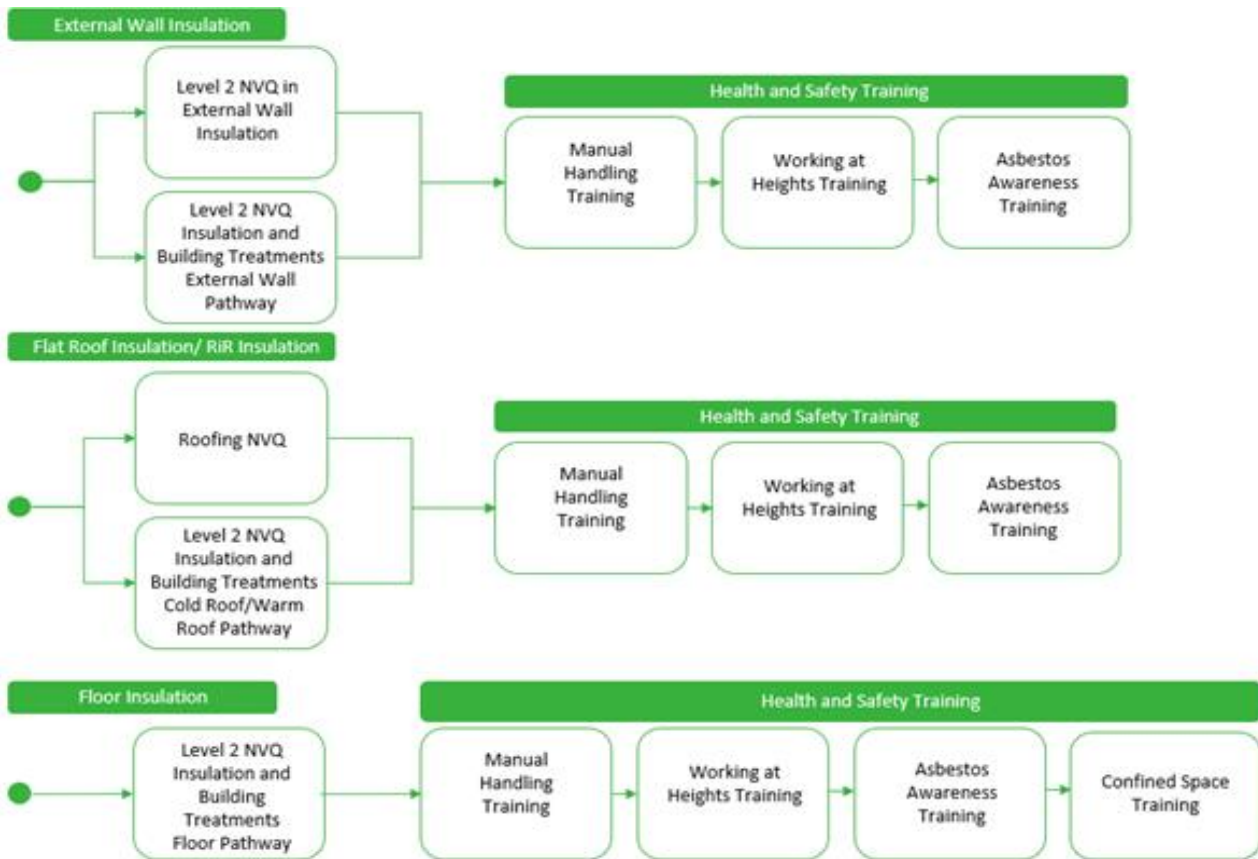 External Wall Insulation
Level 2 NVQ in
External Wall
Insulation
Level 2 NVQ
Insulation and
Building Treatments
External Wall
Pathway
Health and Safety Training
Manual
Handling
Training
Working at
Heights Training
Asbestos
Awareness
Training
Flat Roof Insulation/ RiR Insulation
Roofing NVQ
Level 2 NVQ
Insulation and
Building Treatments
Cold Roof/Warm
Roof Pathway
Health and Safety Training
Manual
Handling
Training
Working at
Heights Training
Asbestos
Awareness
Training
Floor Insulation
Level 2 NVQ
Insulation and
Building
Treatments
Floor Pathway
Health and Safety Training
Manual
Handling
Training
Working at
Heights Training
Asbestos
Awareness
Training
Confined Space
Training